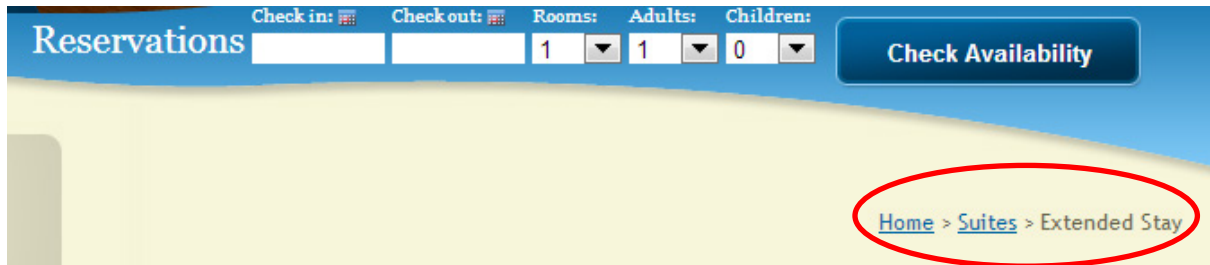 Check in: Check out: Rooms: Adults: Children:
Reservations 1 1 0 Check Availability
Home > Suites > Extended Stay